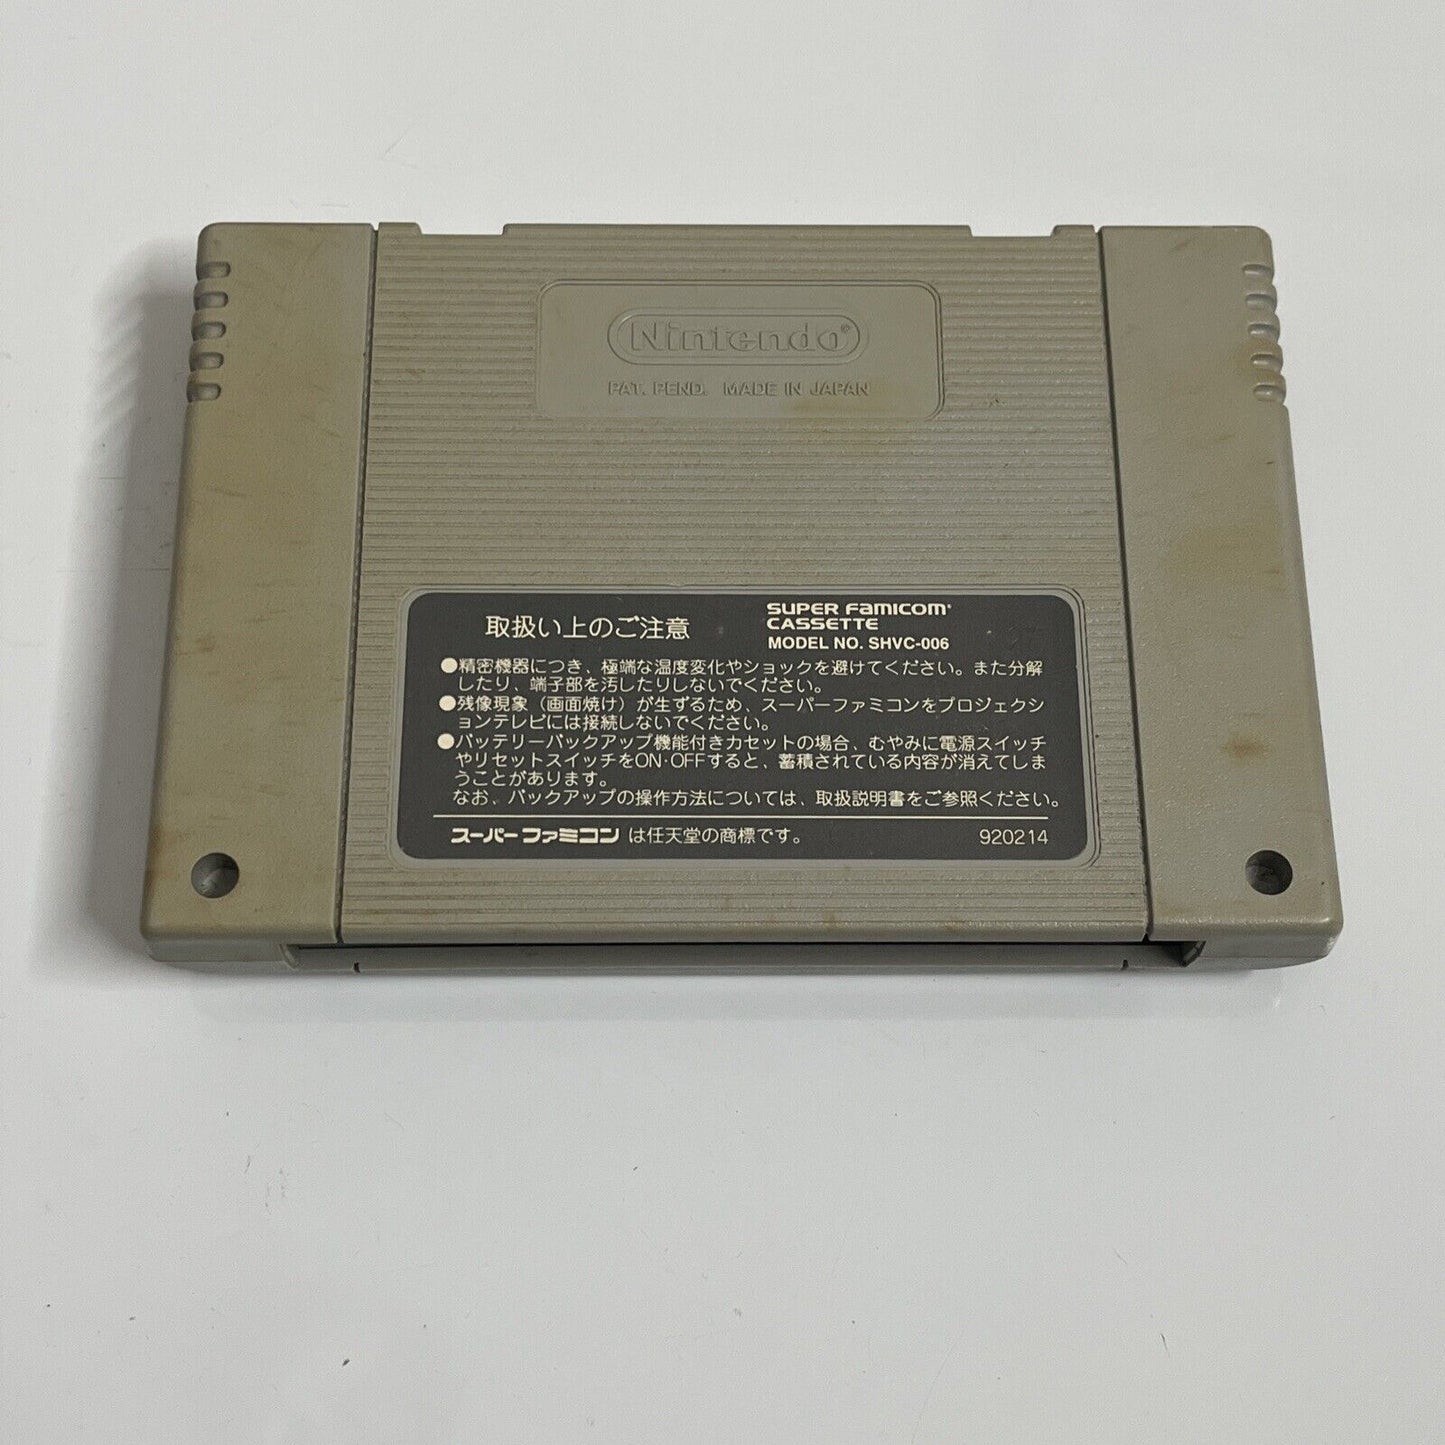 Nintendo®
PAT. PEND. MADE IN JAPAN
取扱い上のご注意
SUPER FAMICOM®
CASSETTE
MODEL NO. SHVC-006
●精密機器につき、極端な温度変化やショックを避けてください。また分解
したり、端子部を汚したりしないでください。
●残像現象（画面焼け）が生ずるため、スーパーファミコンをプロジェクシ
ョンテレビには接続しないでください。
●バッテリーバックアップ機能付きカセットの場合、むやみに電源スイッチ
やリセットスイッチをON・OFFすると、蓄積されている内容が消えてしま
うことがあります。
なお、バックアップの操作方法については、取扱説明書をご参照ください。
スーパーファミコン は任天堂の商標です。 920214